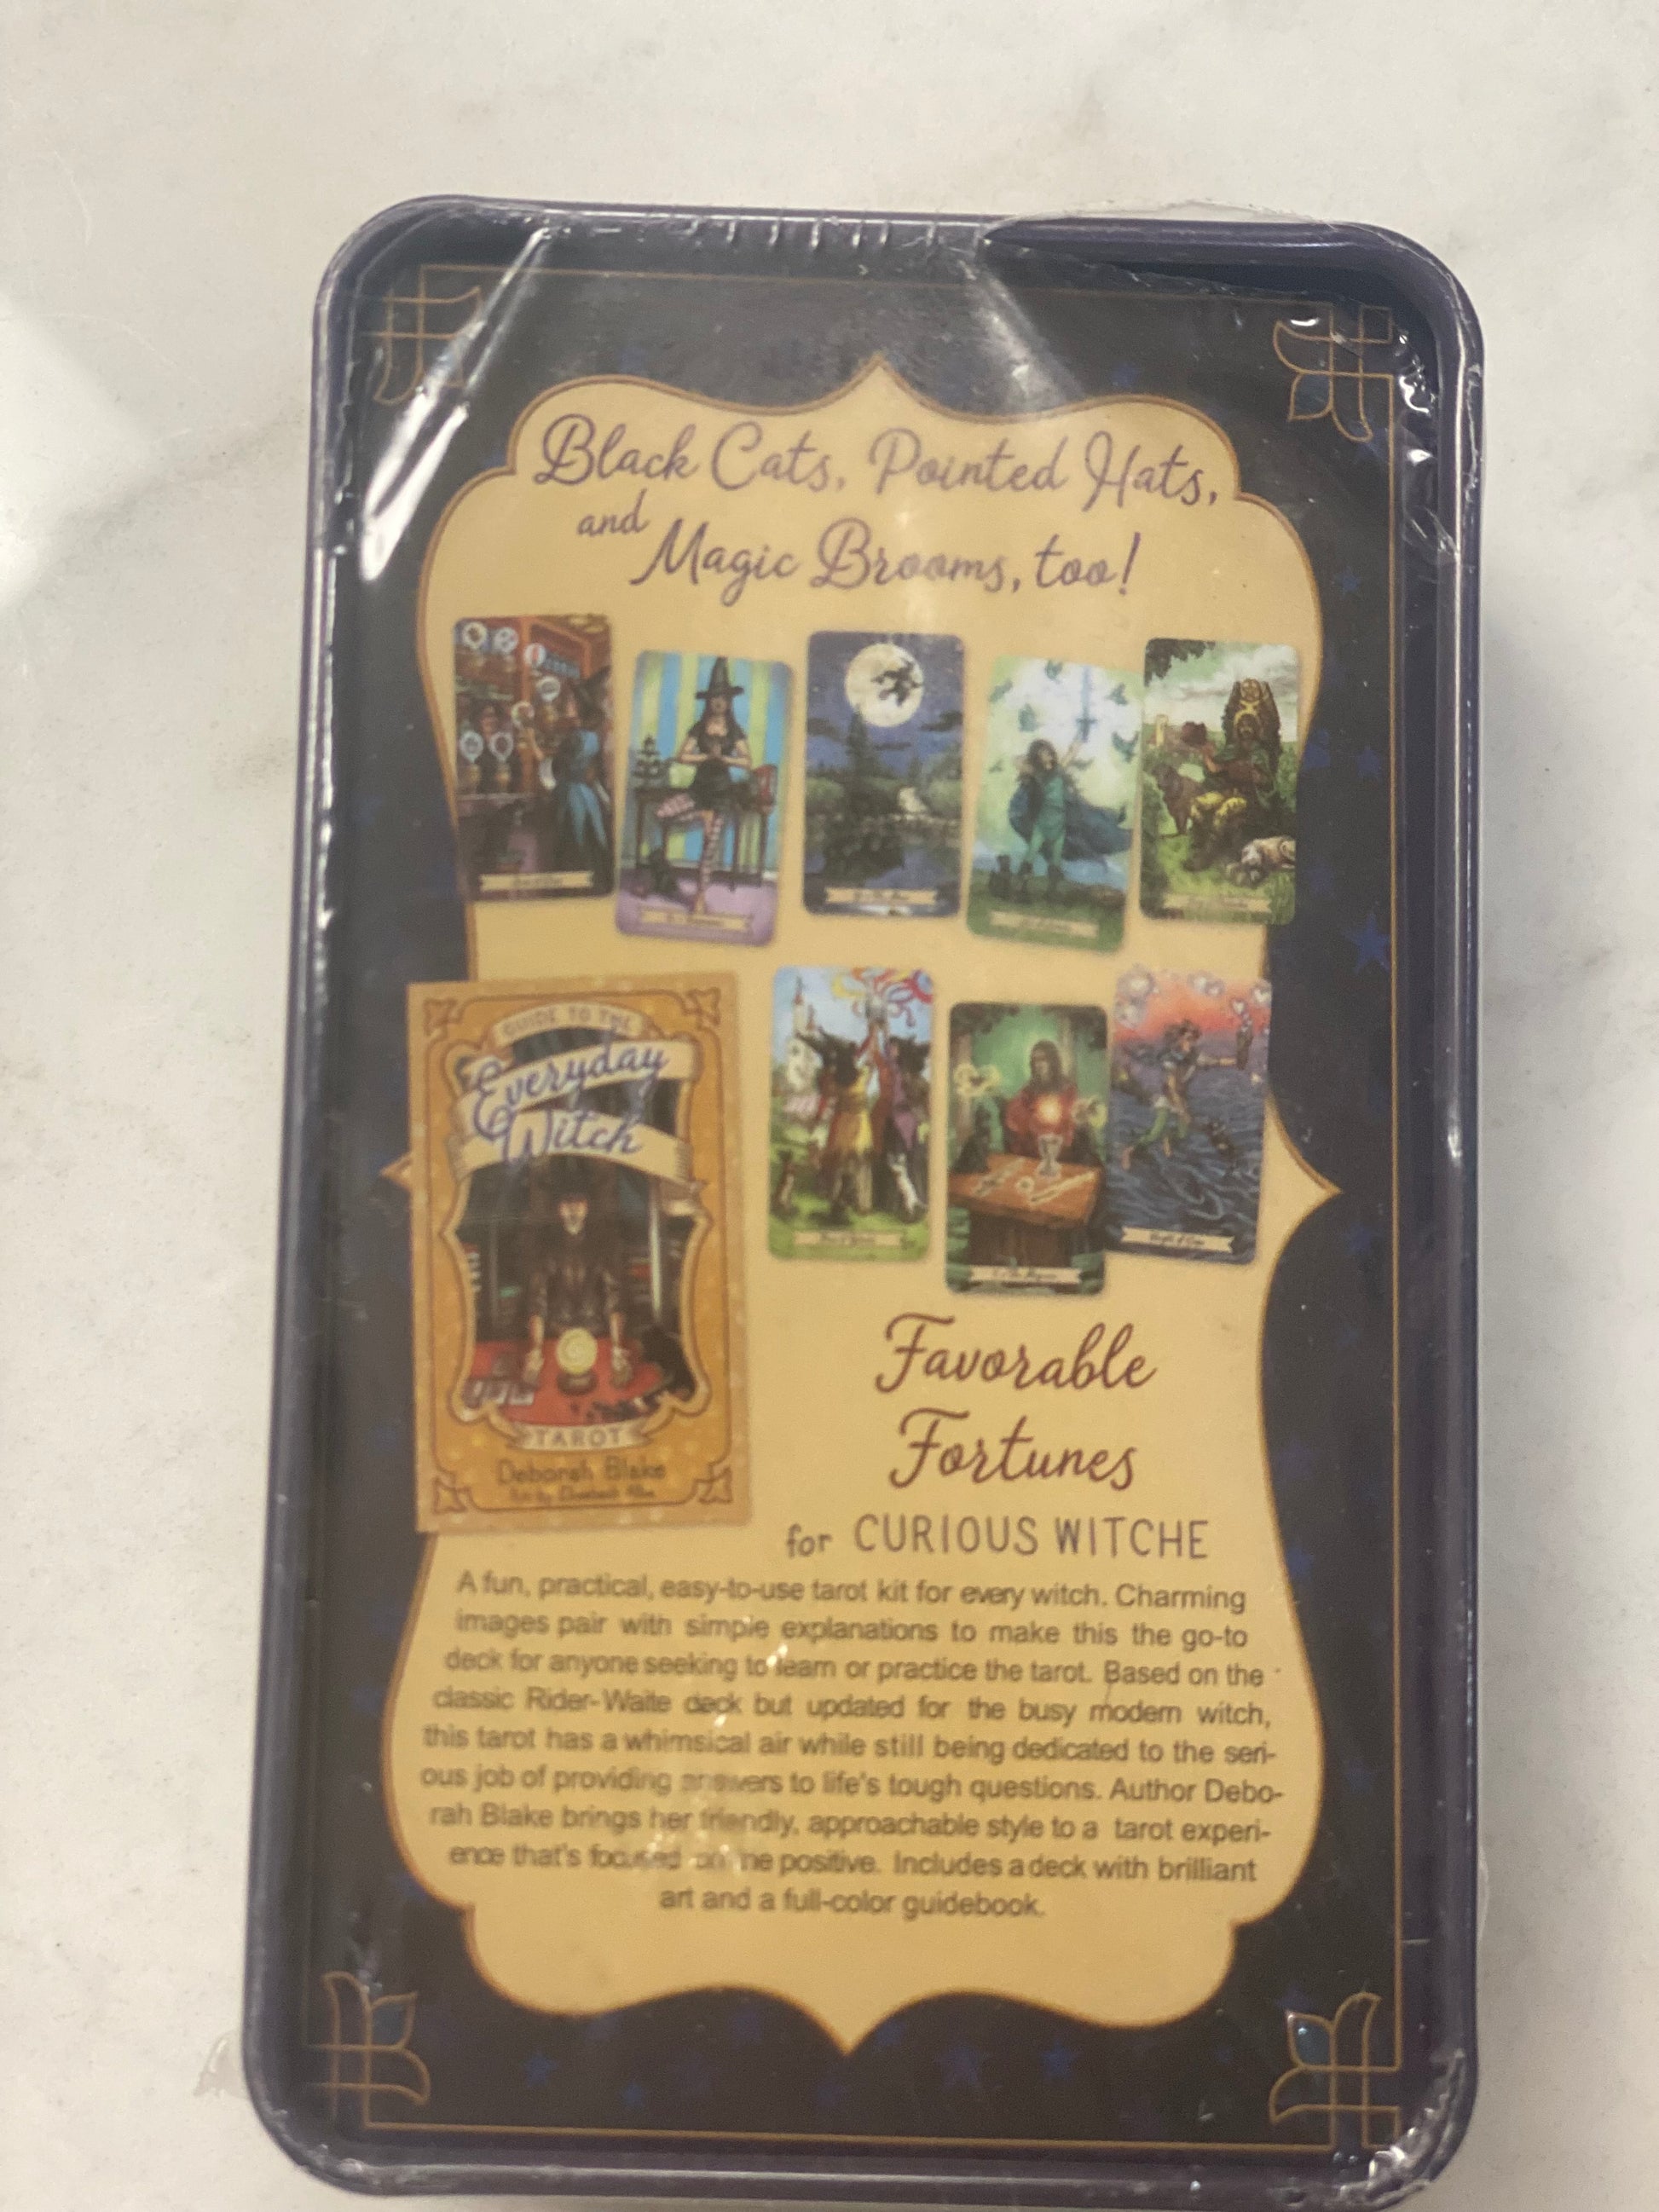 Black Cats, Pointed Hats,
and
Magic Brooms, too!
GUIDE TO THE
Everyday
Witch
TAROT
Deborah Blake
Favorable
Fortunes
for CURIOUS WITCHE
A fun, practical, easy-to-use tarot kit for every witch. Charming
images pair with simple explanations to make this the go-to
deck for anyone seeking to learn or practice the tarot. Based on the
classic Rider-Waite deck but updated for the busy modern witch,
this tarot has a whimsical air while still being dedicated to the seri-
ous job of providing answers to life's tough questions. Author Debo-
rah Blake brings her friendly, approachable style to a tarot experi-
ence that's focused on the positive. Includes a deck with brilliant
art and a full-color guidebook.